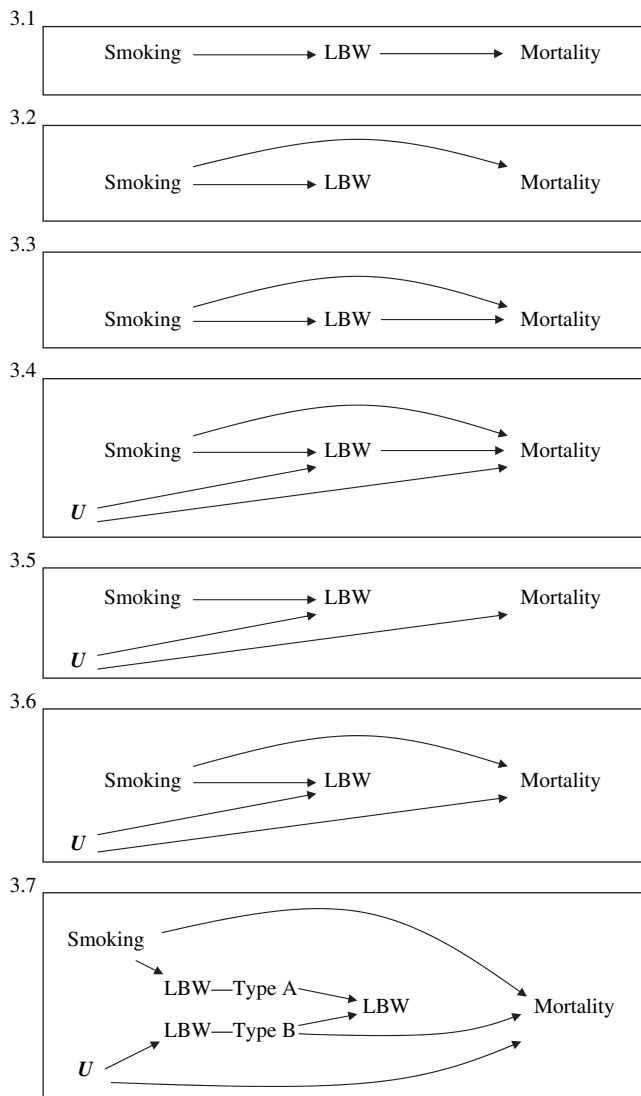 3.1
Smoking LBW Mortality
3.2
Smoking LBW Mortality
3.3
Smoking LBW Mortality
3.4
Smoking LBW Mortality
U
3.5
Smoking LBW Mortality
U
3.6
Smoking LBW Mortality
U
3.7
Smoking
LBW—Type A
LBW Mortality
LBW—Type B
U